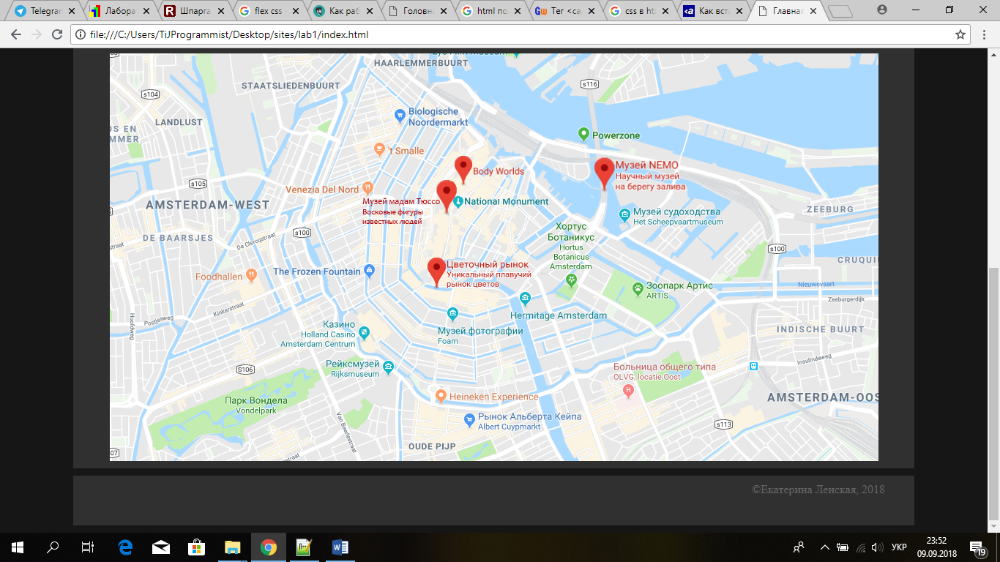 Telegram
Лабора
Шпарга
flex css
Как раб
Головна
html по
Тег <ca
css в ht
Как вста
Главная
file:///C:/Users/TiJProgrammist/Desktop/sites/lab1/index.html
HAARLEMMERBUURT
STAATSLIEDENBUURT
s116
s104
LANDLUST
Biologische
Noordermarkt
Powerzone
't Smalle
Body Worlds
Музей NEMO
Научный музей
на берегу залива
s105
Venezia Del Nord
AMSTERDAM-WEST
Музей мадам Тюссо
Восковые фигуры
известных людей
National Monument
Музей судоходства
Het Scheepvaartmuseum
ZEEBURG
DE BAARSJES
De Clercqstraat
s100
Хортус
Ботаникус
Hortus
Botanicus
Amsterdam
s100
CRUQUI
Foodhallen
The Frozen Fountain
Цветочный рынок
Уникальный плавучий
рынок цветов
Зоопарк Артис
ARTIS
Nieuwevaart
Zeeburgerdijk
Kinkerstraat
Postjesweg
Hoofdweg
Hermitage Amsterdam
Казино
Holland Casino
Amsterdam Centrum
Музей фотографии
Foam
INDISCHE BUURT
Insulindeweg
Рейксмузей
Rijksmuseum
S106
Больница общего типа
OLVG, locatie Oost
Heineken Experience
AMSTERDAM-OOS
Парк Вондела
Vondelpark
Van Baerlestraat
Рынок Альберта Кейпа
Albert Cuypmarkt
s113
OUDE PIJP
07
©Екатерина Ленская, 2018
УКР
23:52
09.09.2018
19